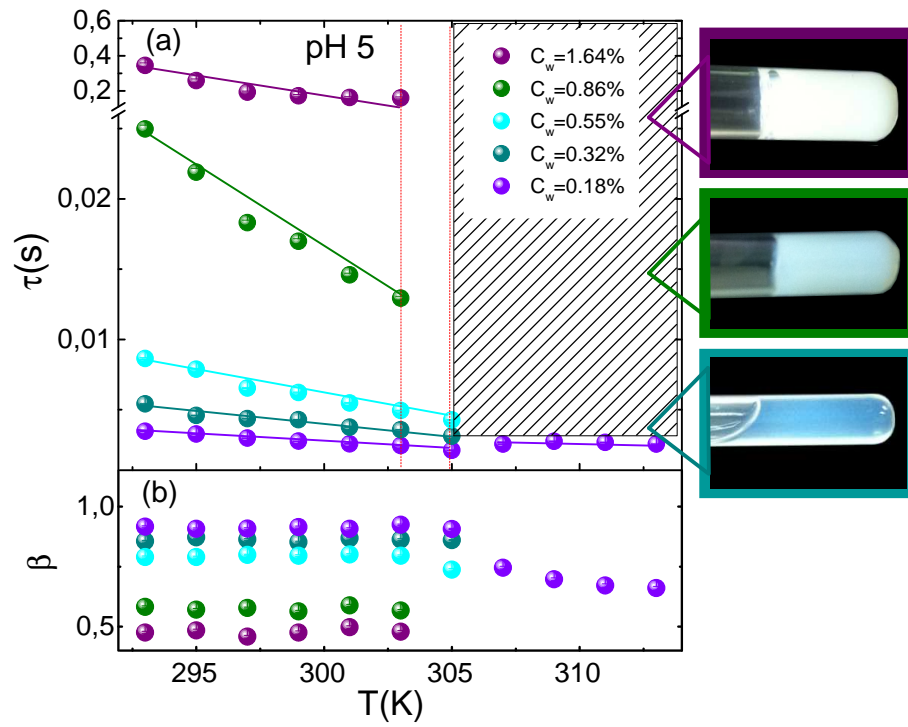 (a)
pH 5
C_w=1.64%
C_w=0.86%
C_w=0.55%
C_w=0.32%
C_w=0.18%
0,6
0,4
0,2
0,02
0,01
τ(s)
(b)
1,0
0,5
β
295 300 305 310
T(K)